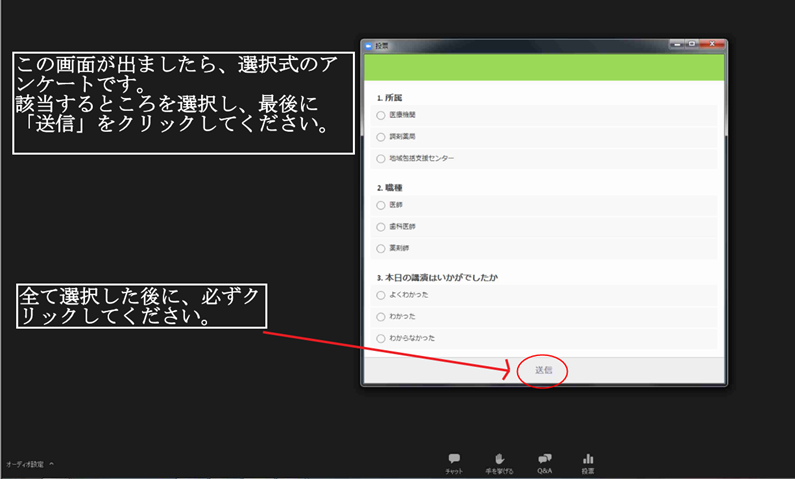 この画面が出ましたら、選択式のア
ンケートです。
該当するところを選択し、最後に
「送信」をクリックしてください。
全て選択した後に、必ずク
リックしてください。
投票
1. 所属
医療機関
調剤薬局
地域包括支援センター
2. 職種
医師
歯科医師
薬剤師
3. 本日の講演はいかがでしたか
よくわかった
わかった
わからなかった
送信
オーディオ設定
チャット
手を挙げる
Q&A
投票